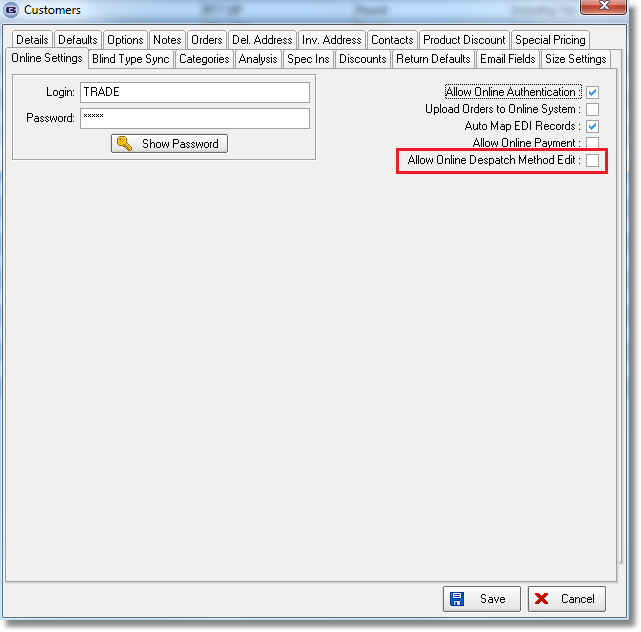 Customers
Details Defaults Options Notes Orders Del. Address Inv. Address Contacts Product Discount Special Pricing
Online Settings Blind Type Sync Categories Analysis Spec Ins Discounts Return Defaults Email Fields Size Settings
Login: TRADE
Password: *****
Show Password
Allow Online Authentication :
Upload Orders to Online System :
Auto Map EDI Records :
Allow Online Payment :
Allow Online Despatch Method Edit :
Save Cancel